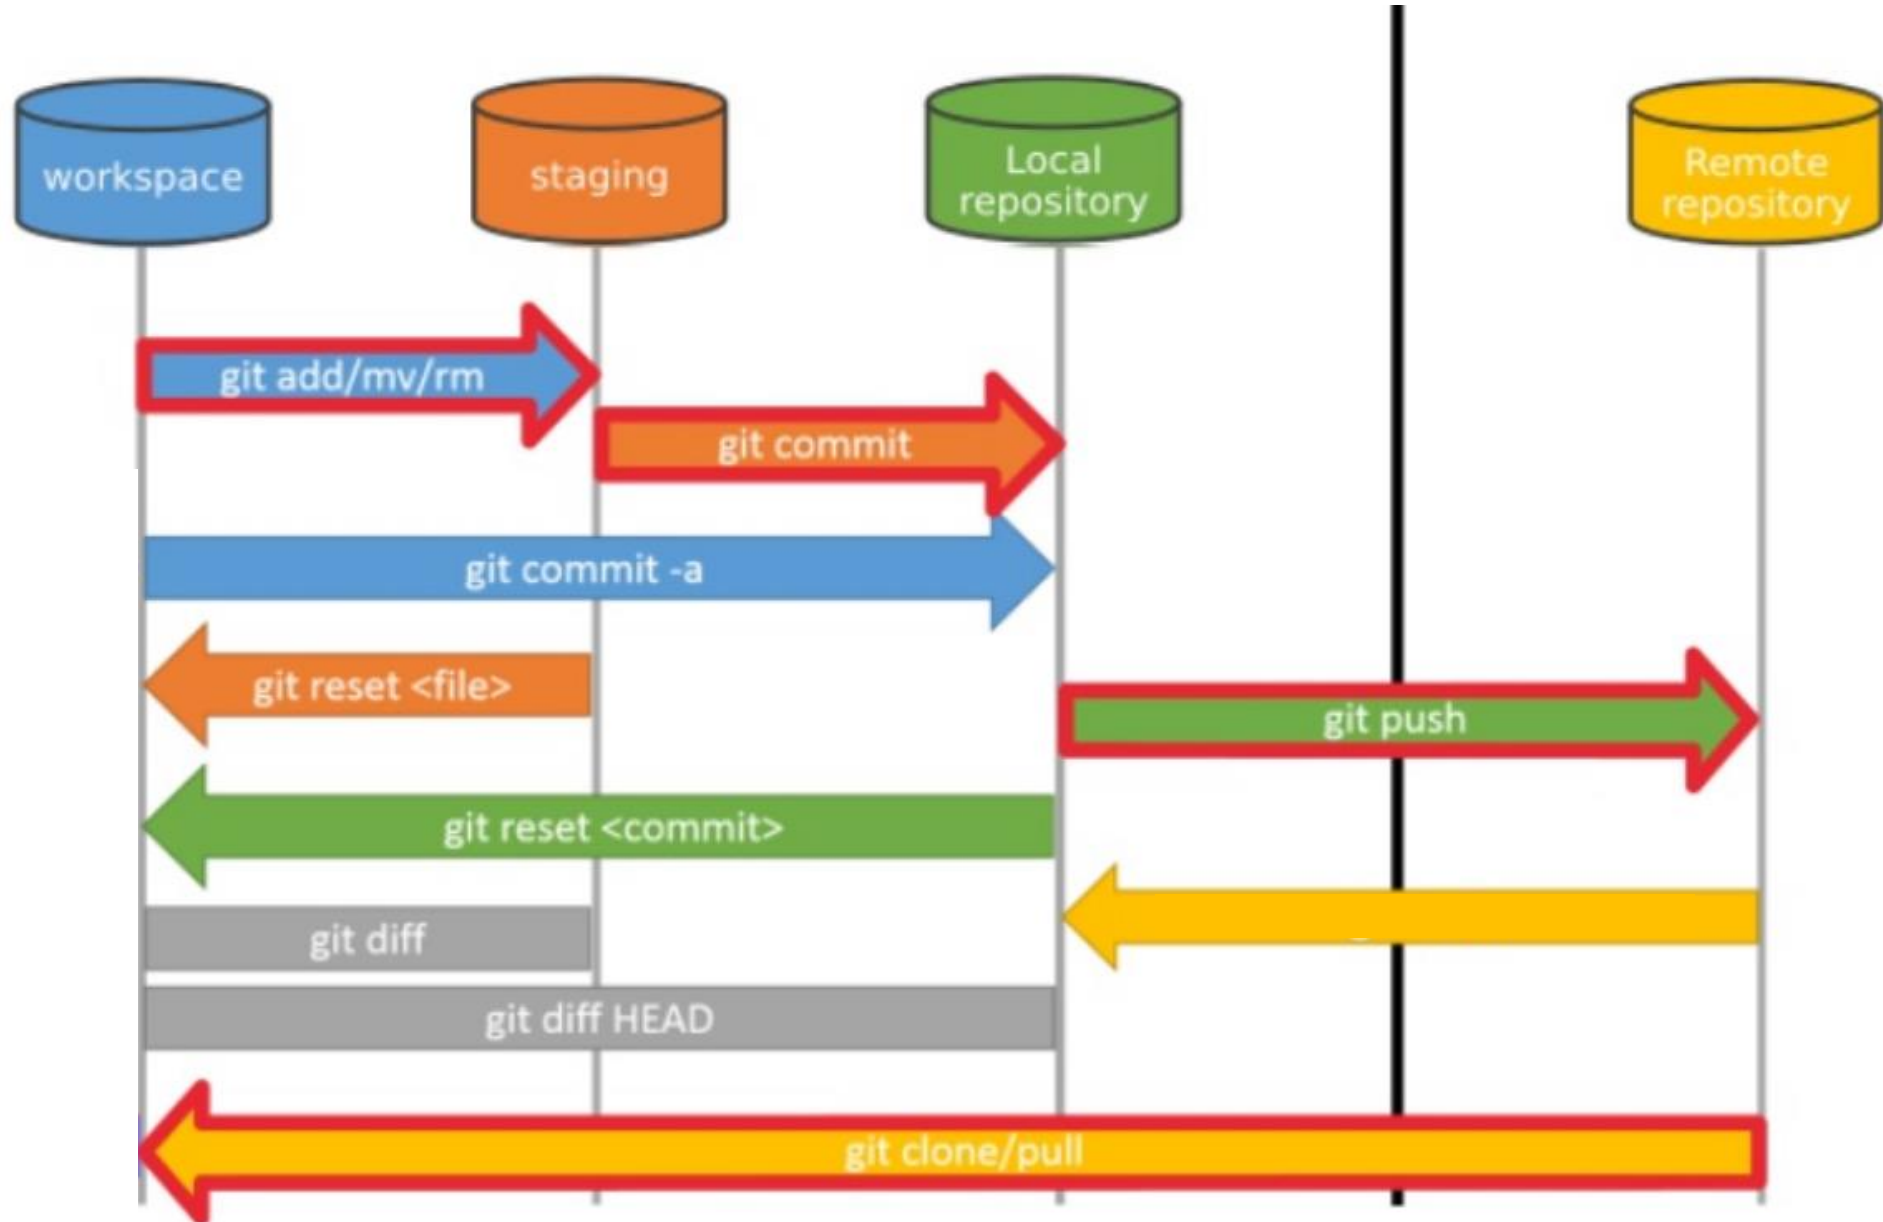 workspace
staging
Local
repository
Remote
repository
git add/mv/rm
git commit
git commit -a
git reset <file>
git push
git reset <commit>
git diff
git diff HEAD
git clone/pull